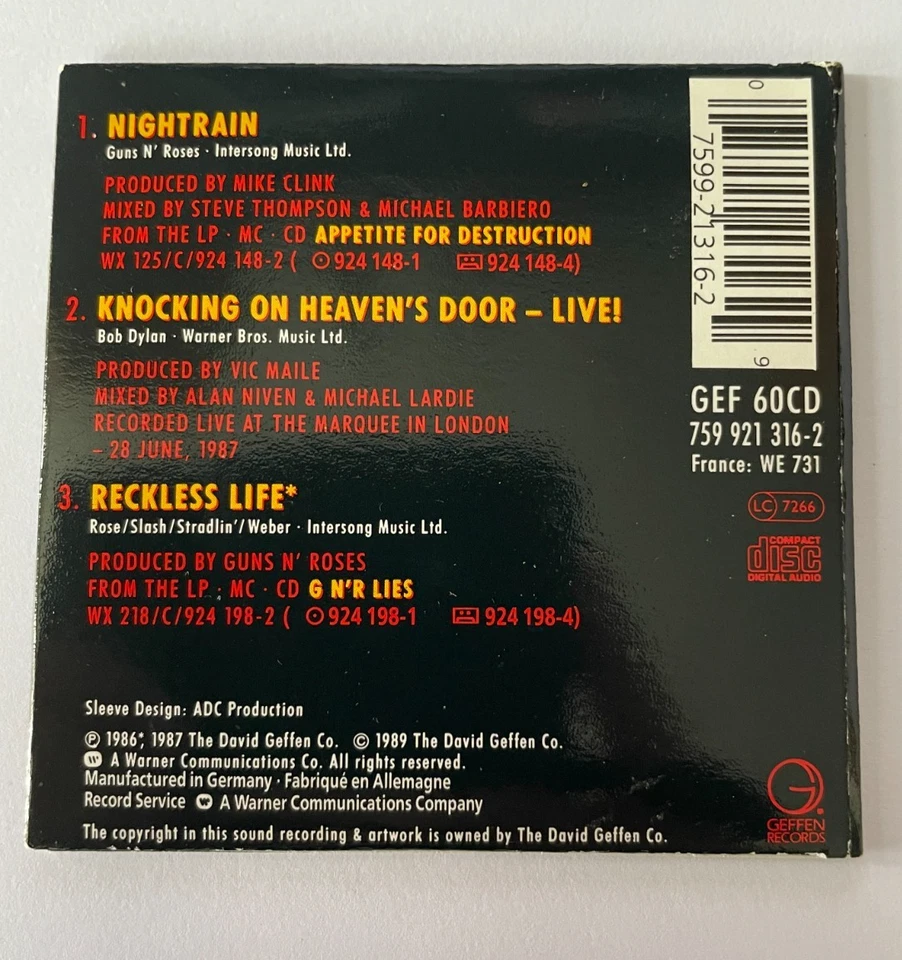 1. NIGHTRAIN
Guns N' Roses · Intersong Music Ltd.
PRODUCED BY MIKE CLINK
MIXED BY STEVE THOMPSON & MICHAEL BARBIERO
FROM THE LP · MC · CD APPETITE FOR DESTRUCTION
WX 125/C/924 148-2 ( 924 148-1 924 148-4)
2. KNOCKING ON HEAVEN'S DOOR – LIVE!
Bob Dylan · Warner Bros. Music Ltd.
PRODUCED BY VIC MAILE
MIXED BY ALAN NIVEN & MICHAEL LARDIE
RECORDED LIVE AT THE MARQUEE IN LONDON
– 28 JUNE, 1987
3. RECKLESS LIFE*
Rose/Slash/Stradlin'/Weber · Intersong Music Ltd.
PRODUCED BY GUNS N' ROSES
FROM THE LP · MC · CD G N'R LIES
WX 218/C/924 198-2 ( 924 198-1 924 198-4)
Sleeve Design: ADC Production
℗ 1986*, 1987 The David Geffen Co. © 1989 The David Geffen Co.
A Warner Communications Co. All rights reserved.
Manufactured in Germany · Fabriqué en Allemagne
Record Service A Warner Communications Company
The copyright in this sound recording & artwork is owned by The David Geffen Co.
0 7599-21316-2 9
GEF 60CD
759 921 316-2
France: WE 731
LC 7266
COMPACT
disc
DIGITAL AUDIO
GEFFEN
RECORDS